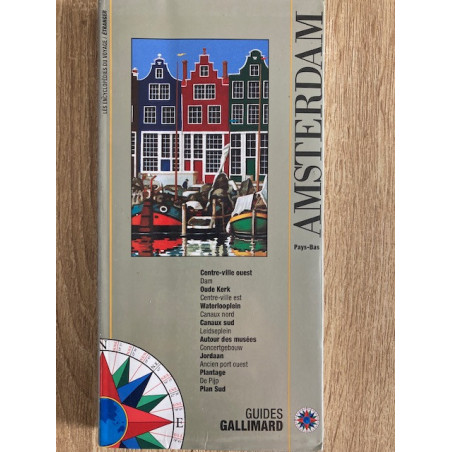 LES ENCYCLOPÉDIES DU VOYAGE / ÉTRANGER
AMSTERDAM
Pays-Bas
Centre-ville ouest
Dam
Oude Kerk
Centre-ville est
Waterlooplein
Canaux nord
Canaux sud
Leidseplein
Autour des musées
Concertgebouw
Jordaan
Ancien port ouest
Plantage
De Pijp
Plan Sud
N
E
GUIDES
GALLIMARD